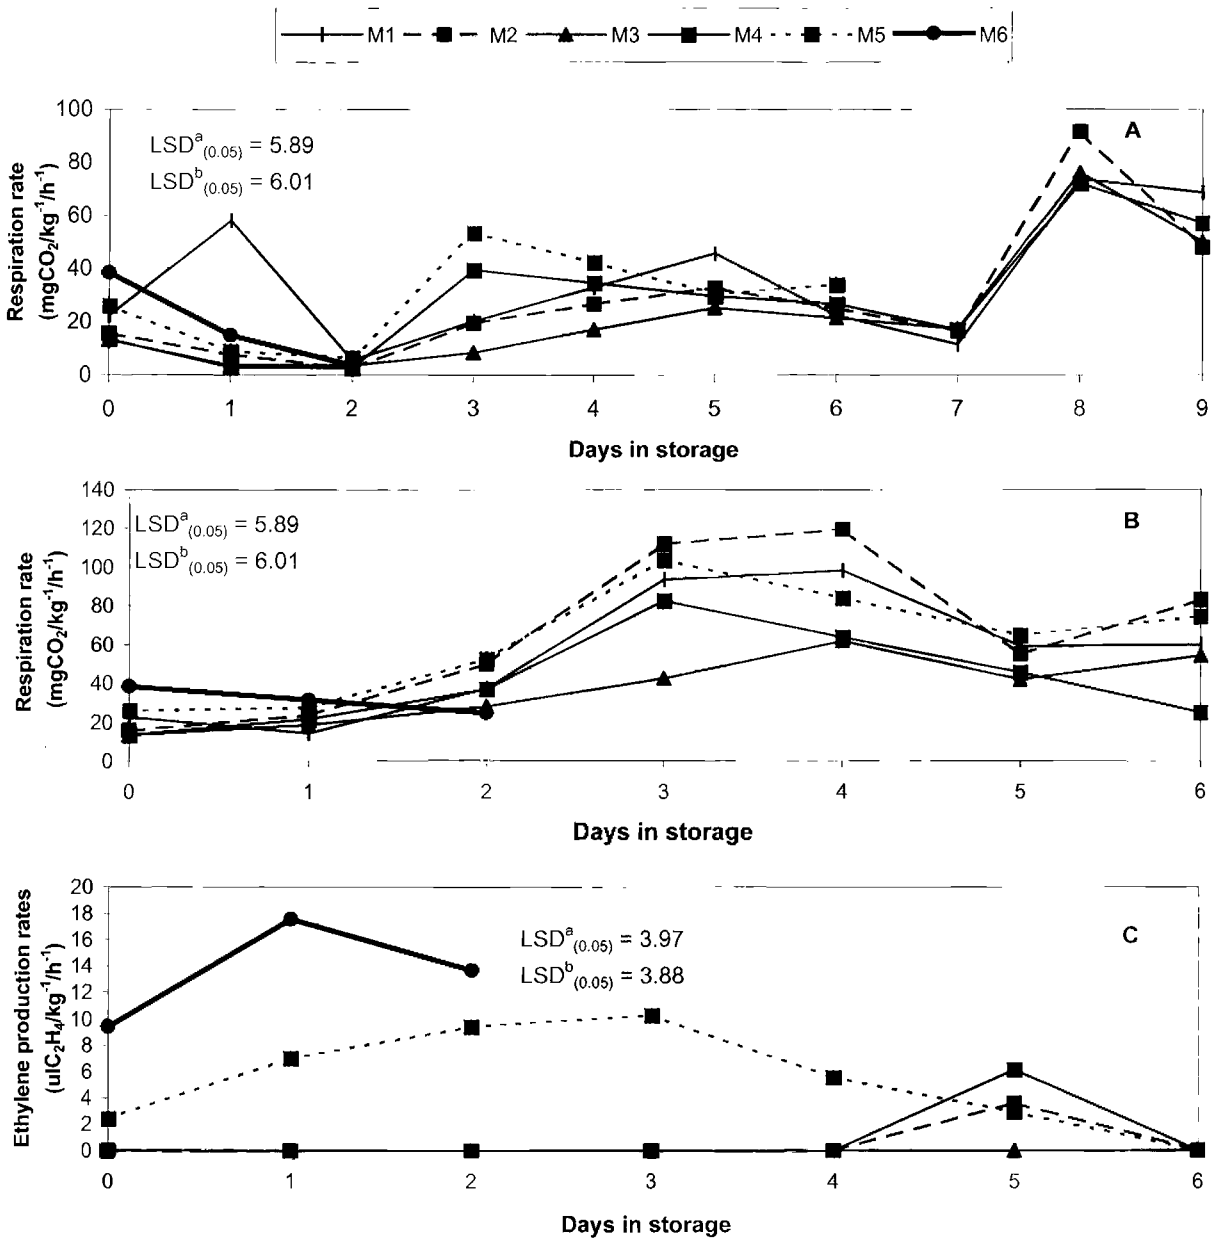 M1 M2 M3 M4 M5 M6
A
LSDᵃ(0.05) = 5.89
LSDᵇ(0.05) = 6.01
Respiration rate
(mgCO₂/kg⁻¹/h⁻¹)
100
80
60
40
20
0
0 1 2 3 4 5 6 7 8 9
Days in storage
B
LSDᵃ(0.05) = 5.89
LSDᵇ(0.05) = 6.01
Respiration rate
(mgCO₂/kg⁻¹/h⁻¹)
140
120
100
80
60
40
20
0
0 1 2 3 4 5 6
Days in storage
C
LSDᵃ(0.05) = 3.97
LSDᵇ(0.05) = 3.88
Ethylene production rates
(ulC₂H₄/kg⁻¹/h⁻¹)
20
18
16
14
12
10
8
6
4
2
0
0 1 2 3 4 5 6
Days in storage